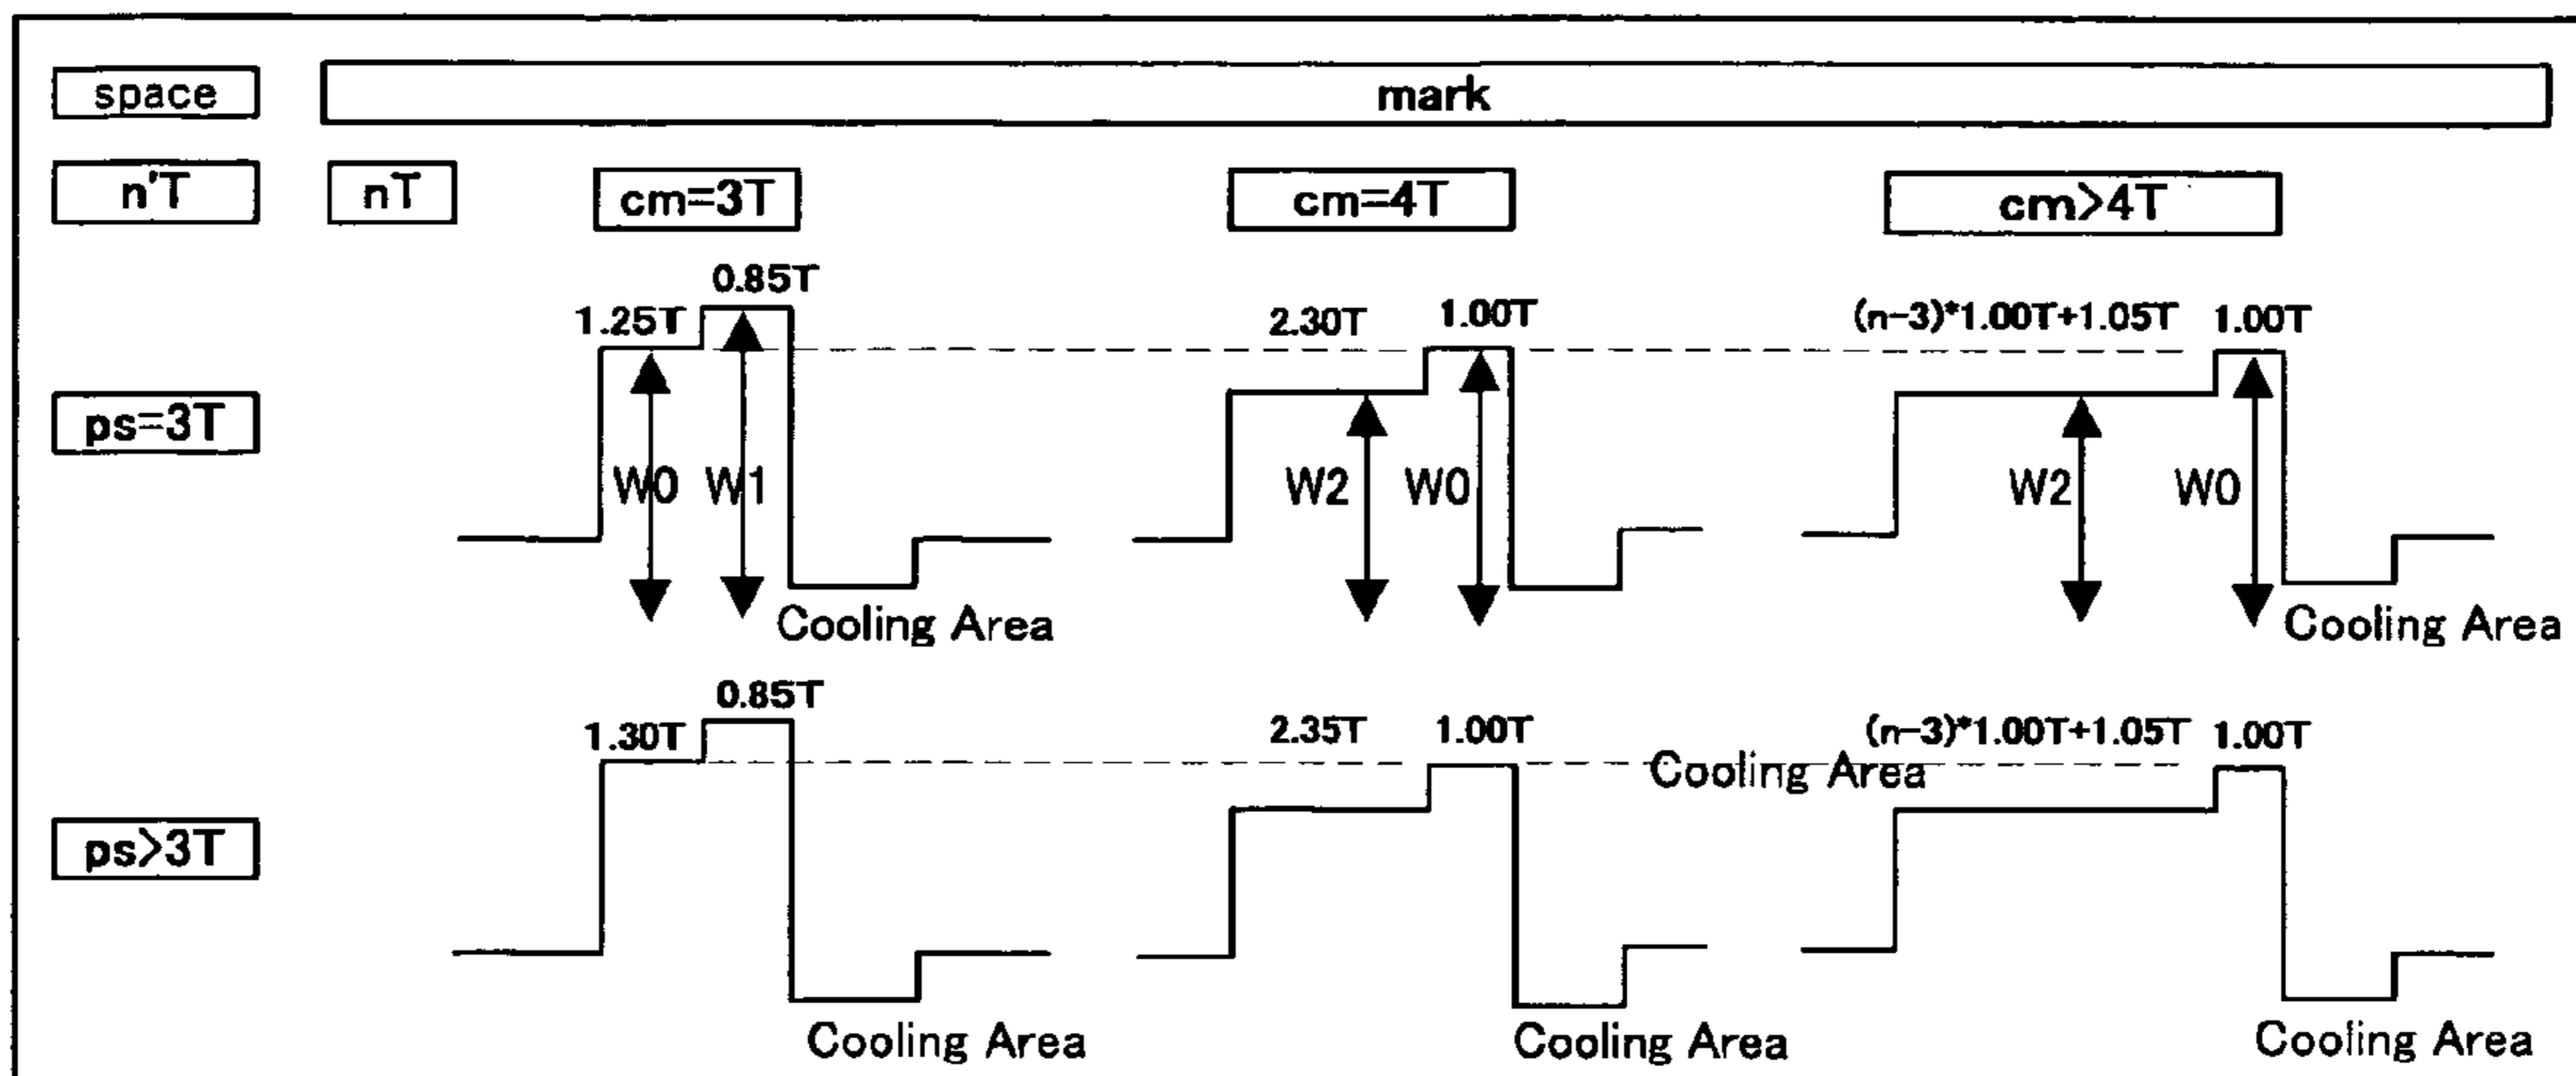 space mark
n'T nT cm=3T cm=4T cm>4T
0.85T
1.25T 2.30T 1.00T (n-3)*1.00T+1.05T 1.00T
ps=3T
W0 W1 W2 W0 W2 W0
Cooling Area Cooling Area
0.85T
1.30T 2.35T 1.00T (n-3)*1.00T+1.05T 1.00T
Cooling Area
ps>3T
Cooling Area Cooling Area Cooling Area